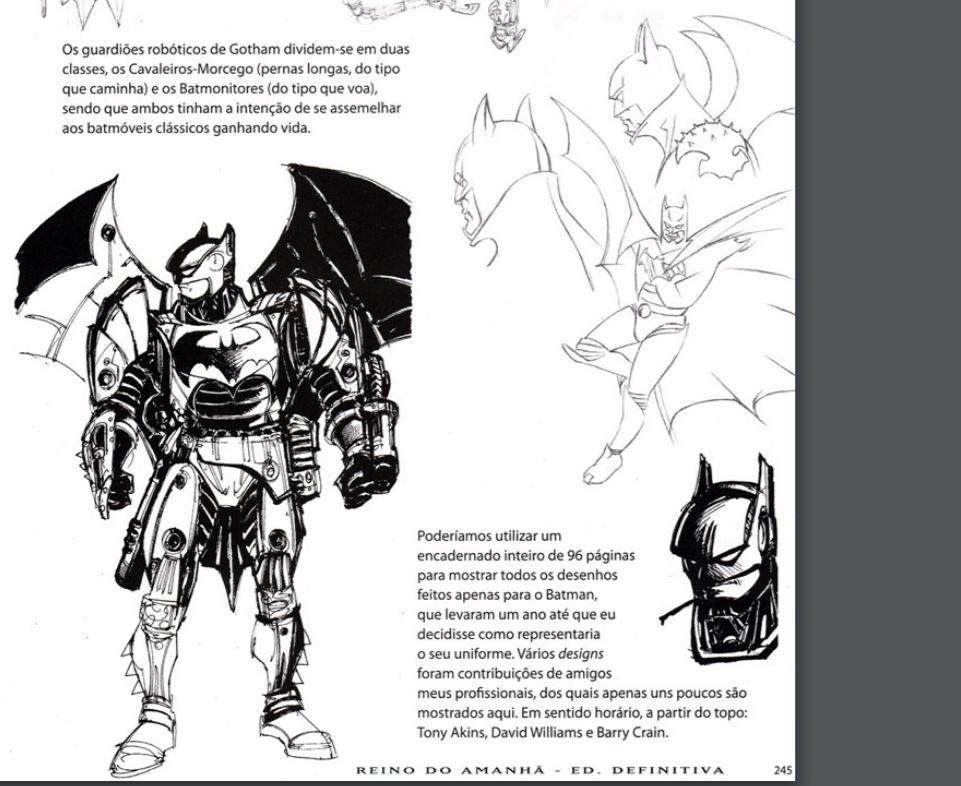 Os guardiões robóticos de Gotham dividem-se em duas
classes, os Cavaleiros-Morcego (pernas longas, do tipo
que caminha) e os Batmonitores (do tipo que voa),
sendo que ambos tinham a intenção de se assemelhar
aos batmóveis clássicos ganhando vida.
Poderíamos utilizar um
encadernado inteiro de 96 páginas
para mostrar todos os desenhos
feitos apenas para o Batman,
que levaram um ano até que eu
decidisse como representaria
o seu uniforme. Vários designs
foram contribuições de amigos
meus profissionais, dos quais apenas uns poucos são
mostrados aqui. Em sentido horário, a partir do topo:
Tony Akins, David Williams e Barry Crain.
REINO DO AMANHÃ - ED. DEFINITIVA 245